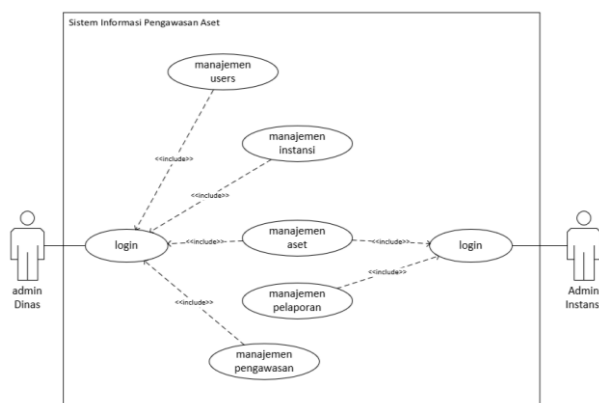 Sistem Informasi Pengawasan Aset
manajemen
users
<<include>>
manajemen
instansi
<<include>>
login
<<include>>
manajemen
aset
<<include>>
login
admin
Dinas
Admin
Instans
<<include>>
manajemen
pelaporan
<<include>>
manajemen
pengawasan